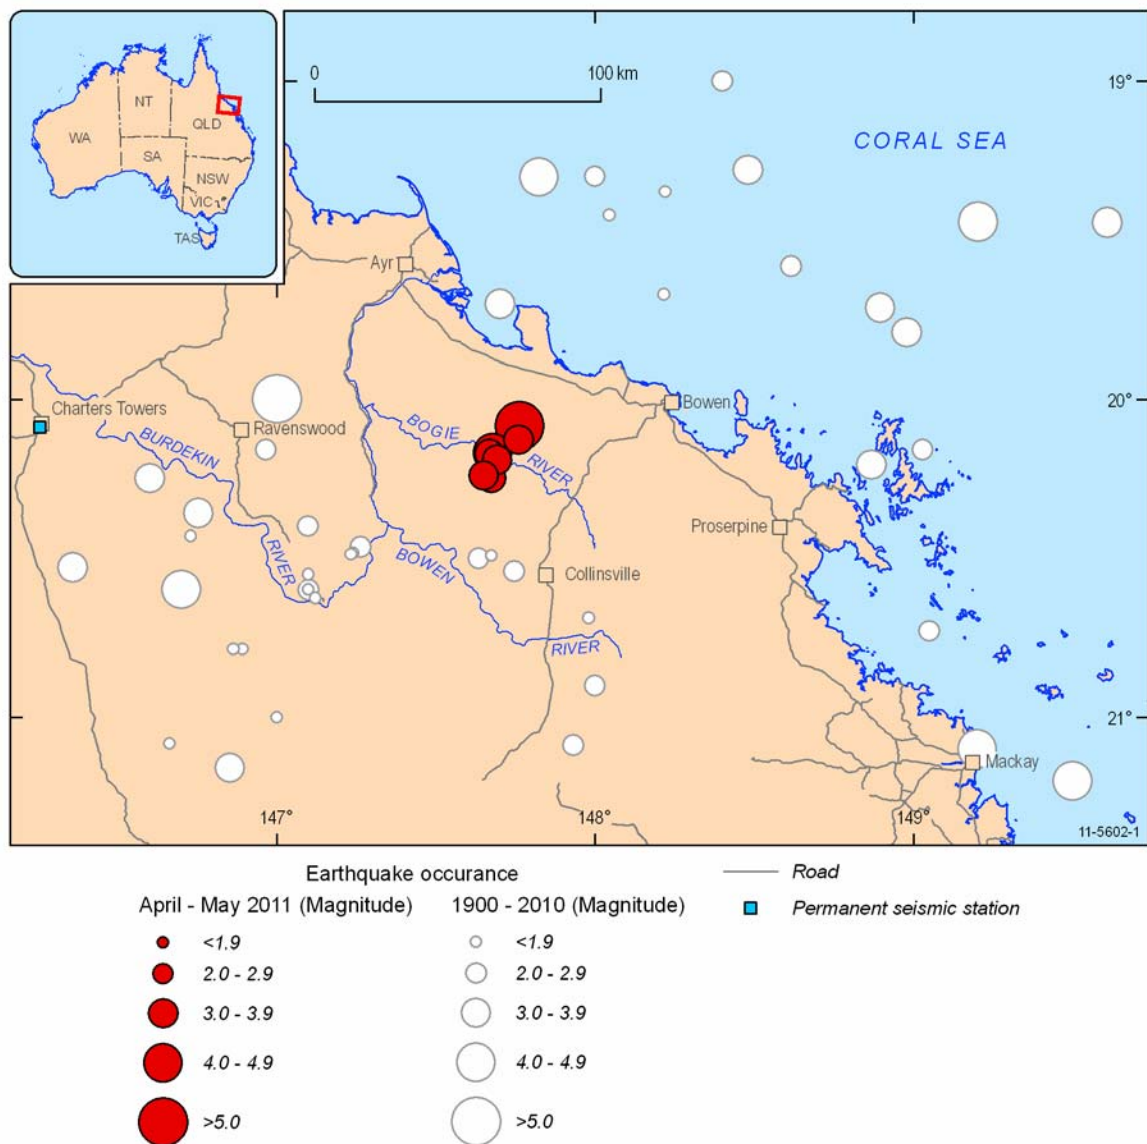 NT
WA
QLD
SA
NSW
VIC
TAS
0 100 km
19°
CORAL SEA
Ayr
Charters Towers
Ravenswood
BURDEKIN
RIVER
BOGIE
RIVER
Bowen
20°
Proserpine
BOWEN
RIVER
Collinsville
21°
Mackay
147° 148° 149°
11-5602-1
Earthquake occurance
April - May 2011 (Magnitude)
<1.9
2.0 - 2.9
3.0 - 3.9
4.0 - 4.9
>5.0
1900 - 2010 (Magnitude)
<1.9
2.0 - 2.9
3.0 - 3.9
4.0 - 4.9
>5.0
Road
Permanent seismic station